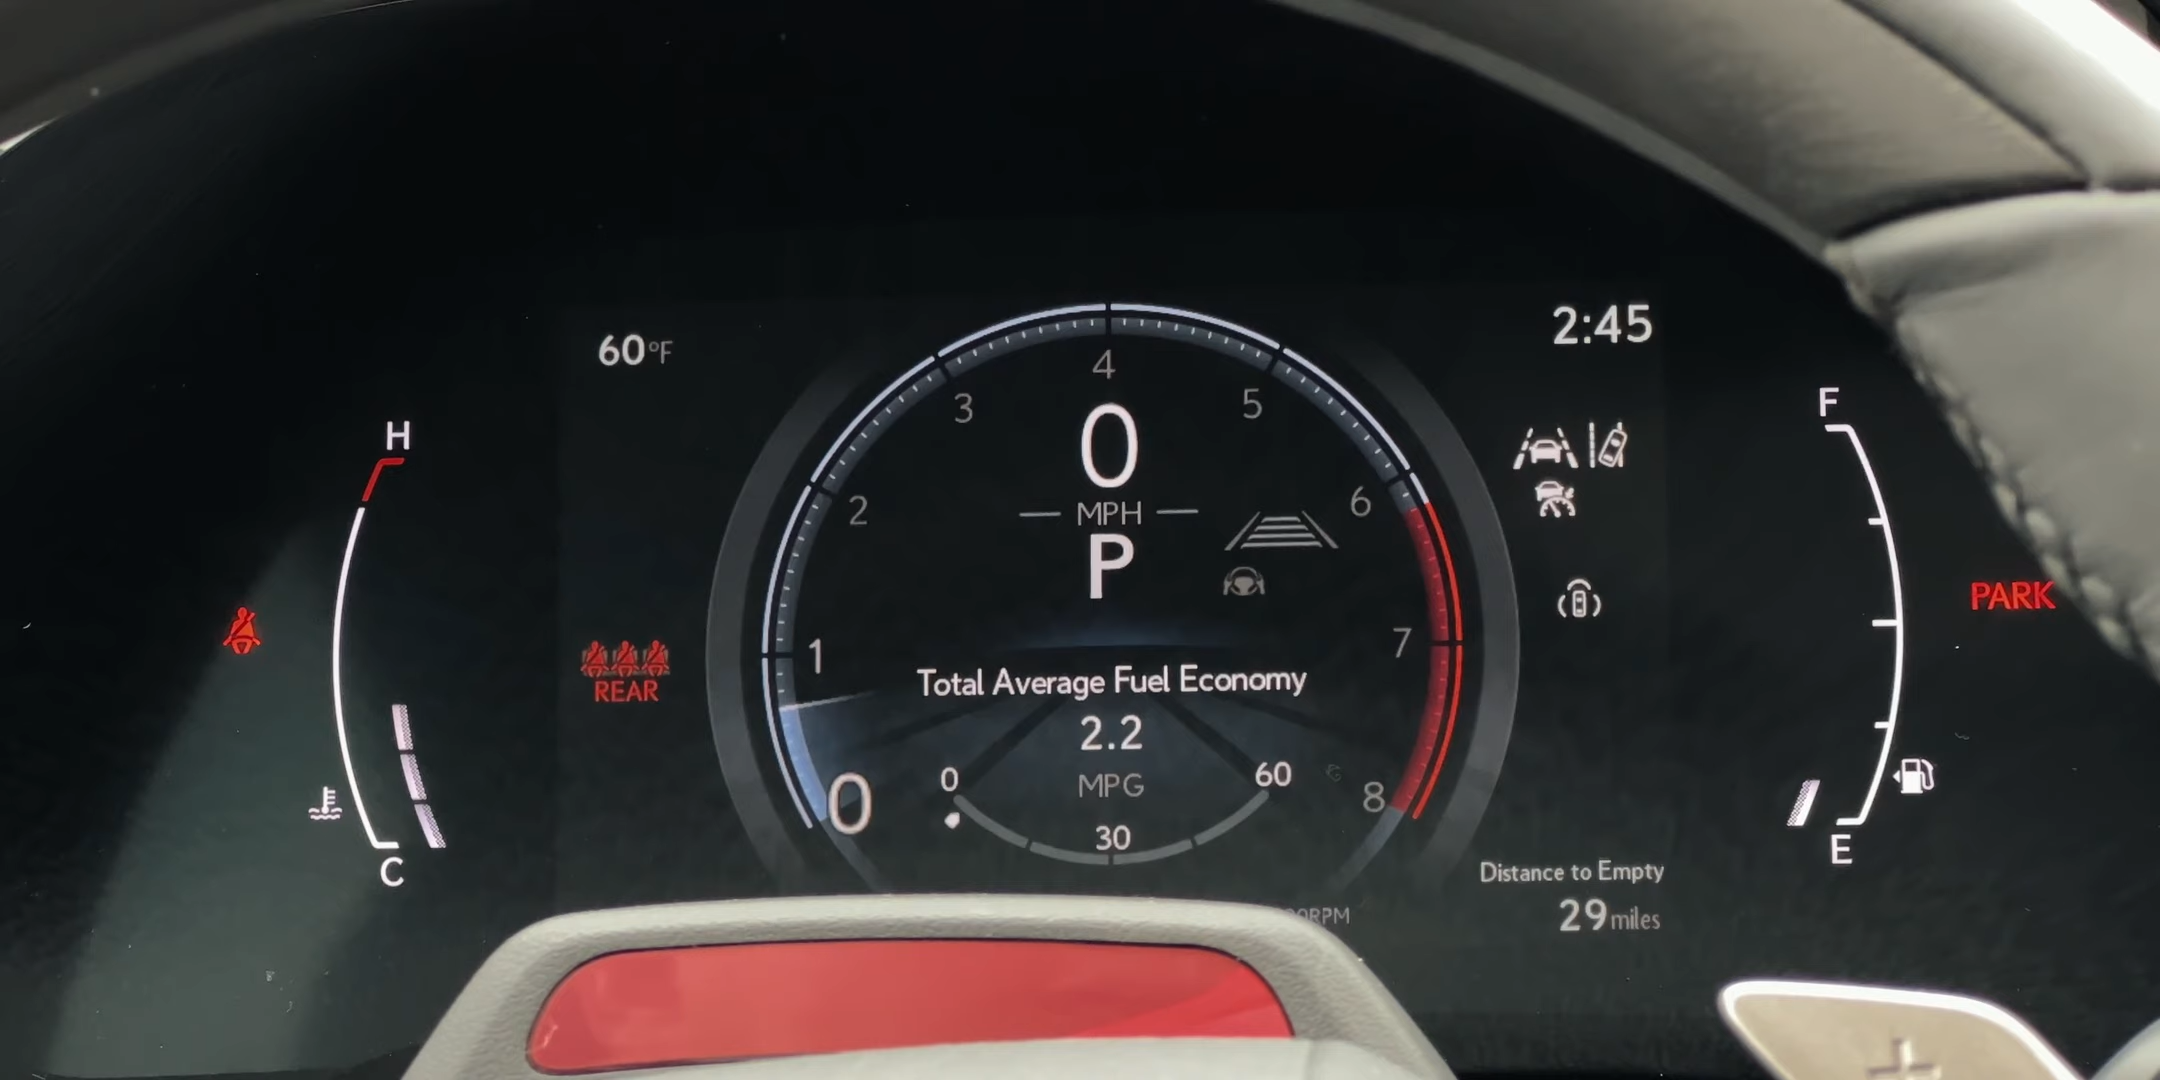 60°F
2:45
H
F
4
3
5
0
2
6
MPH
P
PARK
1
7
REAR
Total Average Fuel Economy
2.2
0
MPG
60
0
8
30
C
E
Distance to Empty
29 miles
RPM